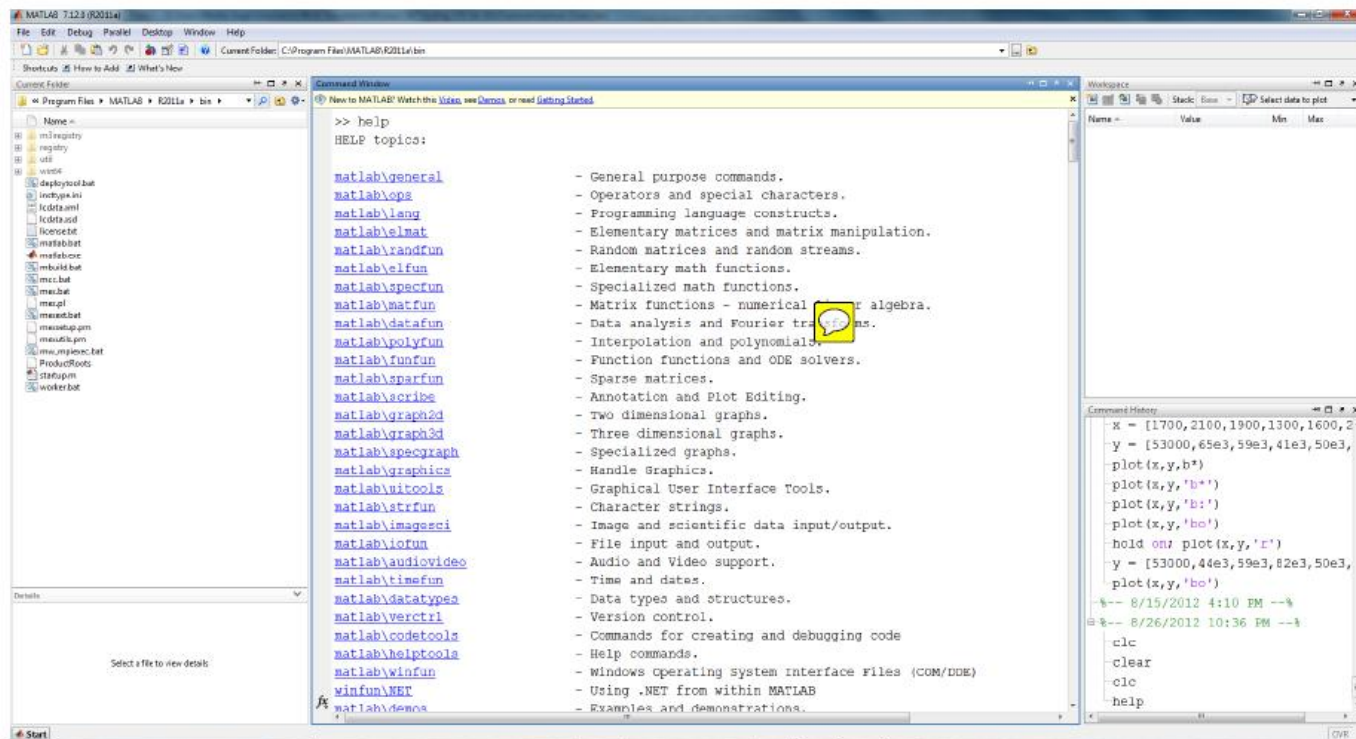 MATLAB 7.12.0 (R2011a)
File Edit Debug Parallel Desktop Window Help
Current Folder: C:\Program Files\MATLAB\R2011a\bin
Shortcuts How to Add What's New
Current Folder
« Program Files ▸ MATLAB ▸ R2011a ▸ bin ▸
Name
m3iregistry
registry
util
win64
deploytool.bat
insttype.ini
lcdata.xml
lcdata.xsd
license.txt
matlab.bat
matlab.exe
mbuild.bat
mcc.bat
mex.bat
mex.pl
mexext.bat
mexsetup.pm
mexutils.pm
mw_mpiexec.bat
ProductRoots
startup.m
worker.bat
Details
Select a file to view details
Start
Command Window
New to MATLAB? Watch this Video, see Demos, or read Getting Started.
>> help
HELP topics:
matlab\general - General purpose commands.
matlab\ops - Operators and special characters.
matlab\lang - Programming language constructs.
matlab\elmat - Elementary matrices and matrix manipulation.
matlab\randfun - Random matrices and random streams.
matlab\elfun - Elementary math functions.
matlab\specfun - Specialized math functions.
matlab\matfun - Matrix functions - numerical algebra.
matlab\datafun - Data analysis and Fourier transforms.
matlab\polyfun - Interpolation and polynomials.
matlab\funfun - Function functions and ODE solvers.
matlab\sparfun - Sparse matrices.
matlab\scribe - Annotation and Plot Editing.
matlab\graph2d - Two dimensional graphs.
matlab\graph3d - Three dimensional graphs.
matlab\specgraph - Specialized graphs.
matlab\graphics - Handle Graphics.
matlab\uitools - Graphical User Interface Tools.
matlab\strfun - Character strings.
matlab\imagesci - Image and scientific data input/output.
matlab\iofun - File input and output.
matlab\audiovideo - Audio and Video support.
matlab\timefun - Time and dates.
matlab\datatypes - Data types and structures.
matlab\verctrl - Version control.
matlab\codetools - Commands for creating and debugging code
matlab\helptools - Help commands.
matlab\winfun - Windows Operating System Interface Files (COM/DDE)
winfun\NET - Using .NET from within MATLAB
fx matlab\demos - Examples and demonstrations.
Workspace
Stack: Base Select data to plot
Name Value Min Max
Command History
x = [1700,2100,1900,1300,1600,2
y = [53000,65e3,59e3,41e3,50e3,
plot(x,y,b*)
plot(x,y,'b*')
plot(x,y,'b:')
plot(x,y,'bo')
hold on; plot(x,y,'r')
y = [53000,44e3,59e3,82e3,50e3,
plot(x,y,'bo')
%-- 8/15/2012 4:10 PM --%
%-- 8/26/2012 10:36 PM --%
clc
clear
clc
help
OVR